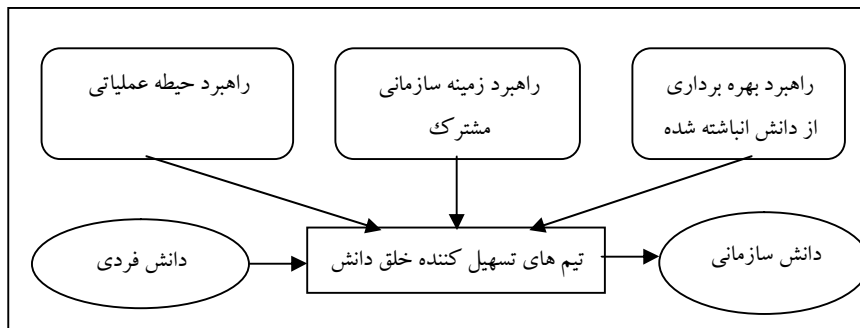 راهبرد بهره برداری
از دانش انباشته شده
راهبرد زمینه سازمانی
مشترك
راهبرد حیطه عملیاتی
دانش فردی
تیم های تسهیل کننده خلق دانش
دانش سازمانی